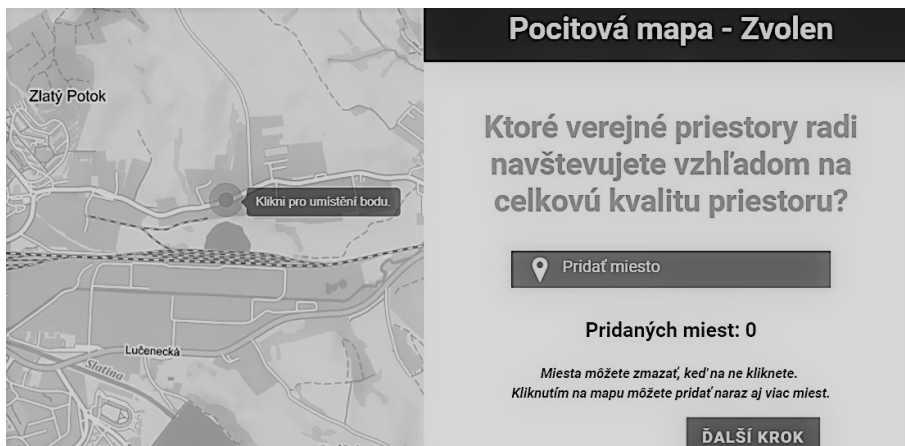 Pocitová mapa - Zvolen
Zlatý Potok
Klikni pro umístění bodu.
Lučenecká
Slatina
Ktoré verejné priestory radi
navštevujete vzhľadom na
celkovú kvalitu priestoru?
Pridať miesto
Pridaných miest: 0
Miesta môžete zmazať, keď na ne kliknete.
Kliknutím na mapu môžete pridať naraz aj viac miest.
ĎALŠÍ KROK